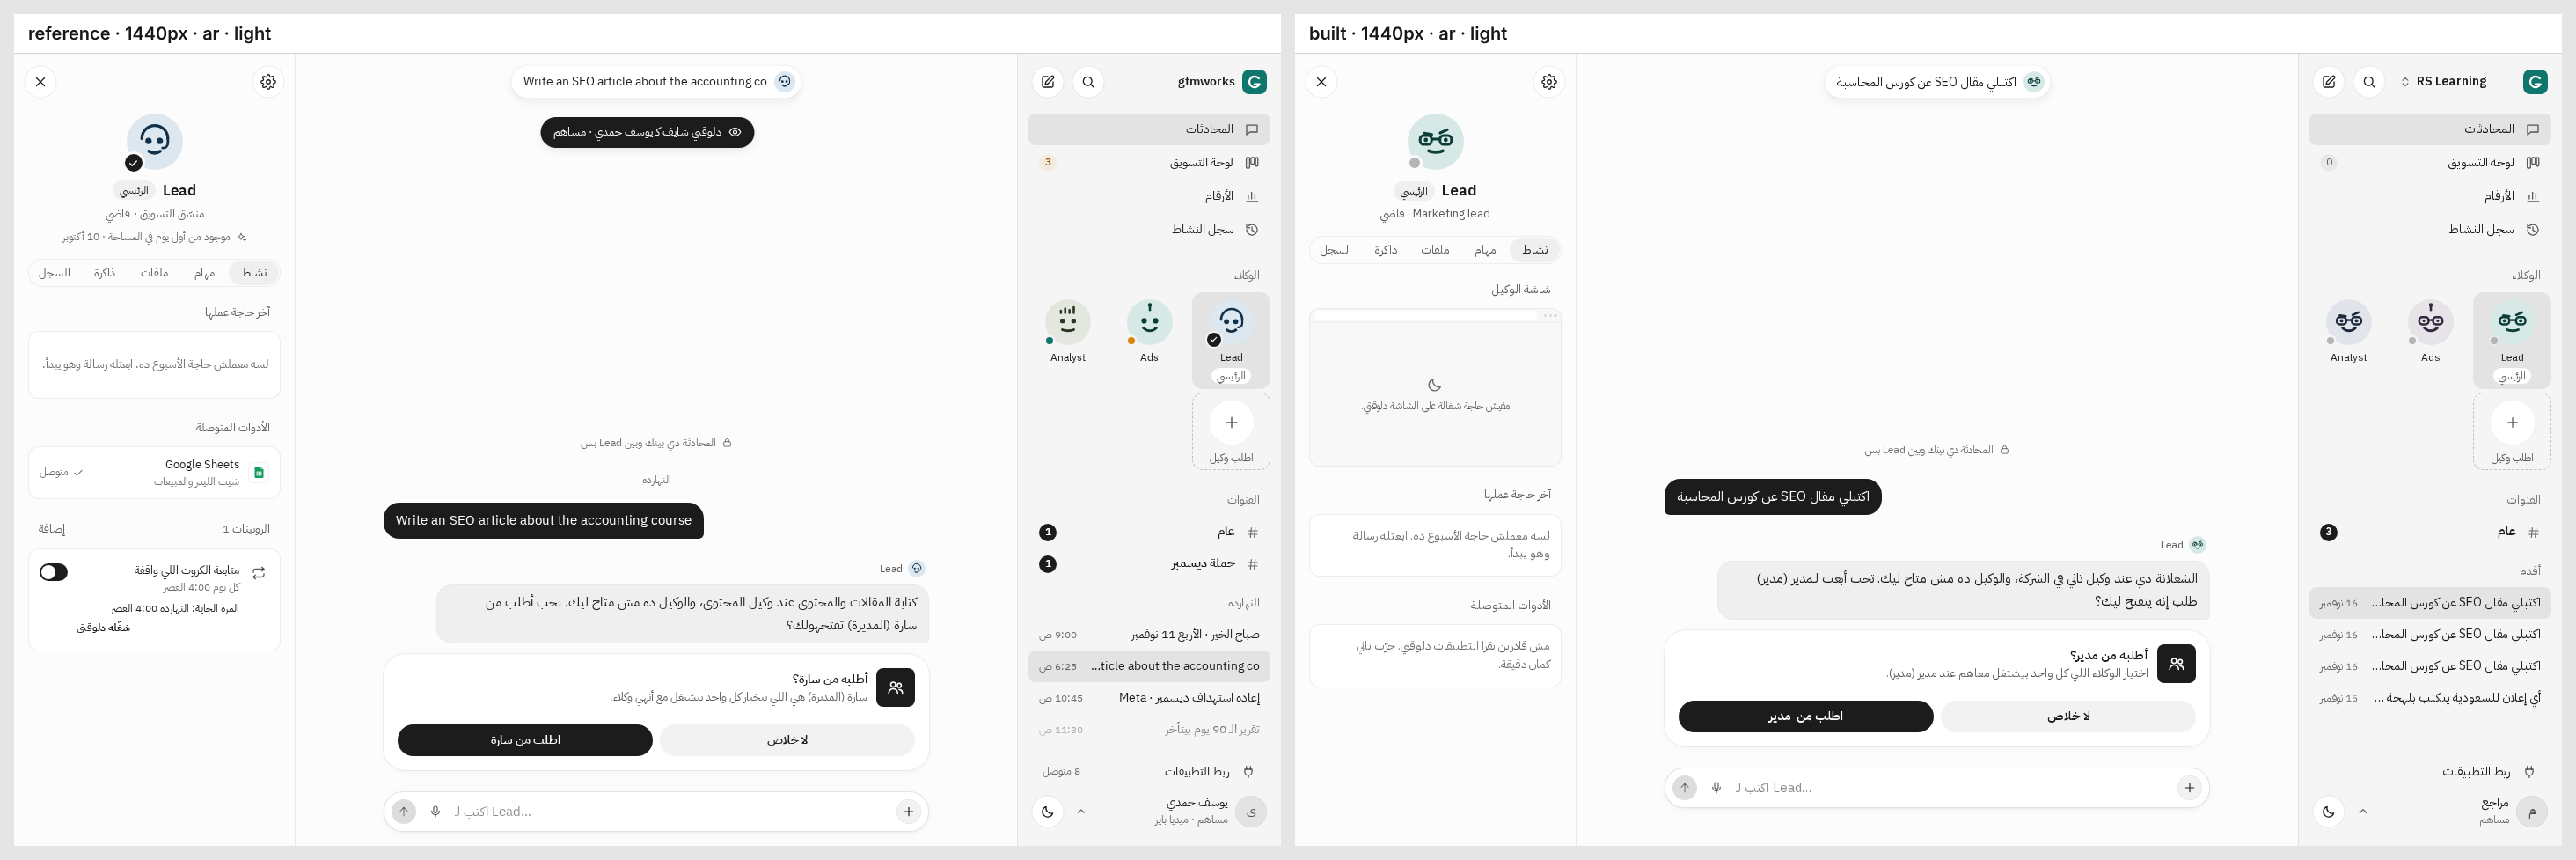 reference · 1440px · ar · light
gtmworks
المحادثات
لوحة التسويق 3
الأرقام
سجل النشاط
الوكلاء
Lead
الرئيسي
Ads
Analyst
اطلب وكيل
القنوات
عام 1
حملة ديسمبر 1
النهارده
صباح الخير · الأربع 11 نوفمبر 9:00 ص
...ticle about the accounting co 6:25 ص
إعادة استهداف ديسمبر · Meta 10:45 ص
تقرير الـ 90 يوم بيتأخر 11:30 ص
ربط التطبيقات 8 متوصل
ي
يوسف حمدي
مساهم · ميديا باير
Write an SEO article about the accounting co
دلوقتي شايف كـ يوسف حمدي · مساهم
المحادثة دي بينك وبين Lead بس
النهارده
Write an SEO article about the accounting course
Lead
كتابة المقالات والمحتوى عند وكيل المحتوى، والوكيل ده مش متاح ليك. تحب أطلب من
سارة (المديرة) تفتحهولك؟
أطلبه من سارة؟
سارة (المديرة) هي اللي بتختار كل واحد بيشتغل مع أنهي وكلاء.
لا خلاص
اطلب من سارة
اكتب لـ Lead...
Lead الرئيسي
منسّق التسويق · فاضي
موجود من أول يوم في المساحة · 10 أكتوبر
نشاط مهام ملفات ذاكرة السجل
آخر حاجة عملها
لسه معملش حاجة الأسبوع ده. ابعتله رسالة وهو يبدأ.
الأدوات المتوصلة
Google Sheets
شيت الليدز والمبيعات
متوصل
الروتينات 1 إضافة
متابعة الكروت اللي واقفة
كل يوم 4:00 العصر
المرة الجاية: النهارده 4:00 العصر
شغّله دلوقتي
built · 1440px · ar · light
G
RS Learning
المحادثات
لوحة التسويق 0
الأرقام
سجل النشاط
الوكلاء
Lead
الرئيسي
Ads
Analyst
اطلب وكيل
القنوات
عام 3
أقدم
اكتبلي مقال SEO عن كورس المحا... 16 نوفمبر
اكتبلي مقال SEO عن كورس المحا... 16 نوفمبر
اكتبلي مقال SEO عن كورس المحا... 16 نوفمبر
أي إعلان للسعودية يتكتب بلهجة ... 15 نوفمبر
ربط التطبيقات
م
مراجع
مساهم
اكتبلي مقال SEO عن كورس المحاسبة
المحادثة دي بينك وبين Lead بس
اكتبلي مقال SEO عن كورس المحاسبة
Lead
الشغلانة دي عند وكيل تاني في الشركة، والوكيل ده مش متاح ليك. تحب أبعت لـمدير (مدير)
طلب إنه يتفتح ليك؟
أطلبه من مدير؟
اختيار الوكلاء اللي كل واحد بيشتغل معاهم عند مدير (مدير).
لا خلاص
اطلب من مدير
اكتب لـ Lead...
Lead الرئيسي
Marketing lead · فاضي
نشاط مهام ملفات ذاكرة السجل
شاشة الوكيل
مفيش حاجة شغالة على الشاشة دلوقتي.
آخر حاجة عملها
لسه معملش حاجة الأسبوع ده. ابعتله رسالة
وهو يبدأ.
الأدوات المتوصلة
مش قادرين نقرا التطبيقات دلوقتي. جرّب تاني
كمان دقيقة.